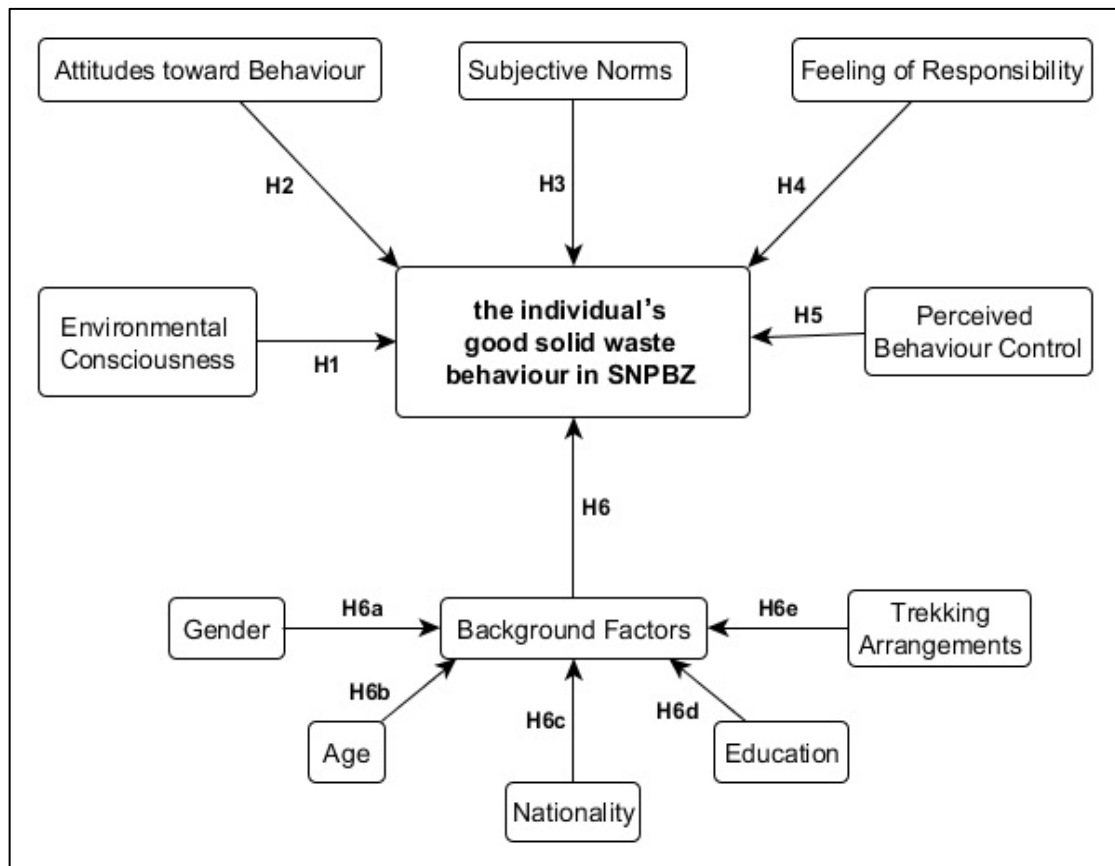 Attitudes toward Behaviour
Subjective Norms
Feeling of Responsibility
H2
H3
H4
Environmental
Consciousness
H1
the individual's
good solid waste
behaviour in SNPBZ
H5
Perceived
Behaviour Control
H6
Gender
H6a
Background Factors
H6e
Trekking
Arrangements
H6b
H6c
H6d
Age
Education
Nationality